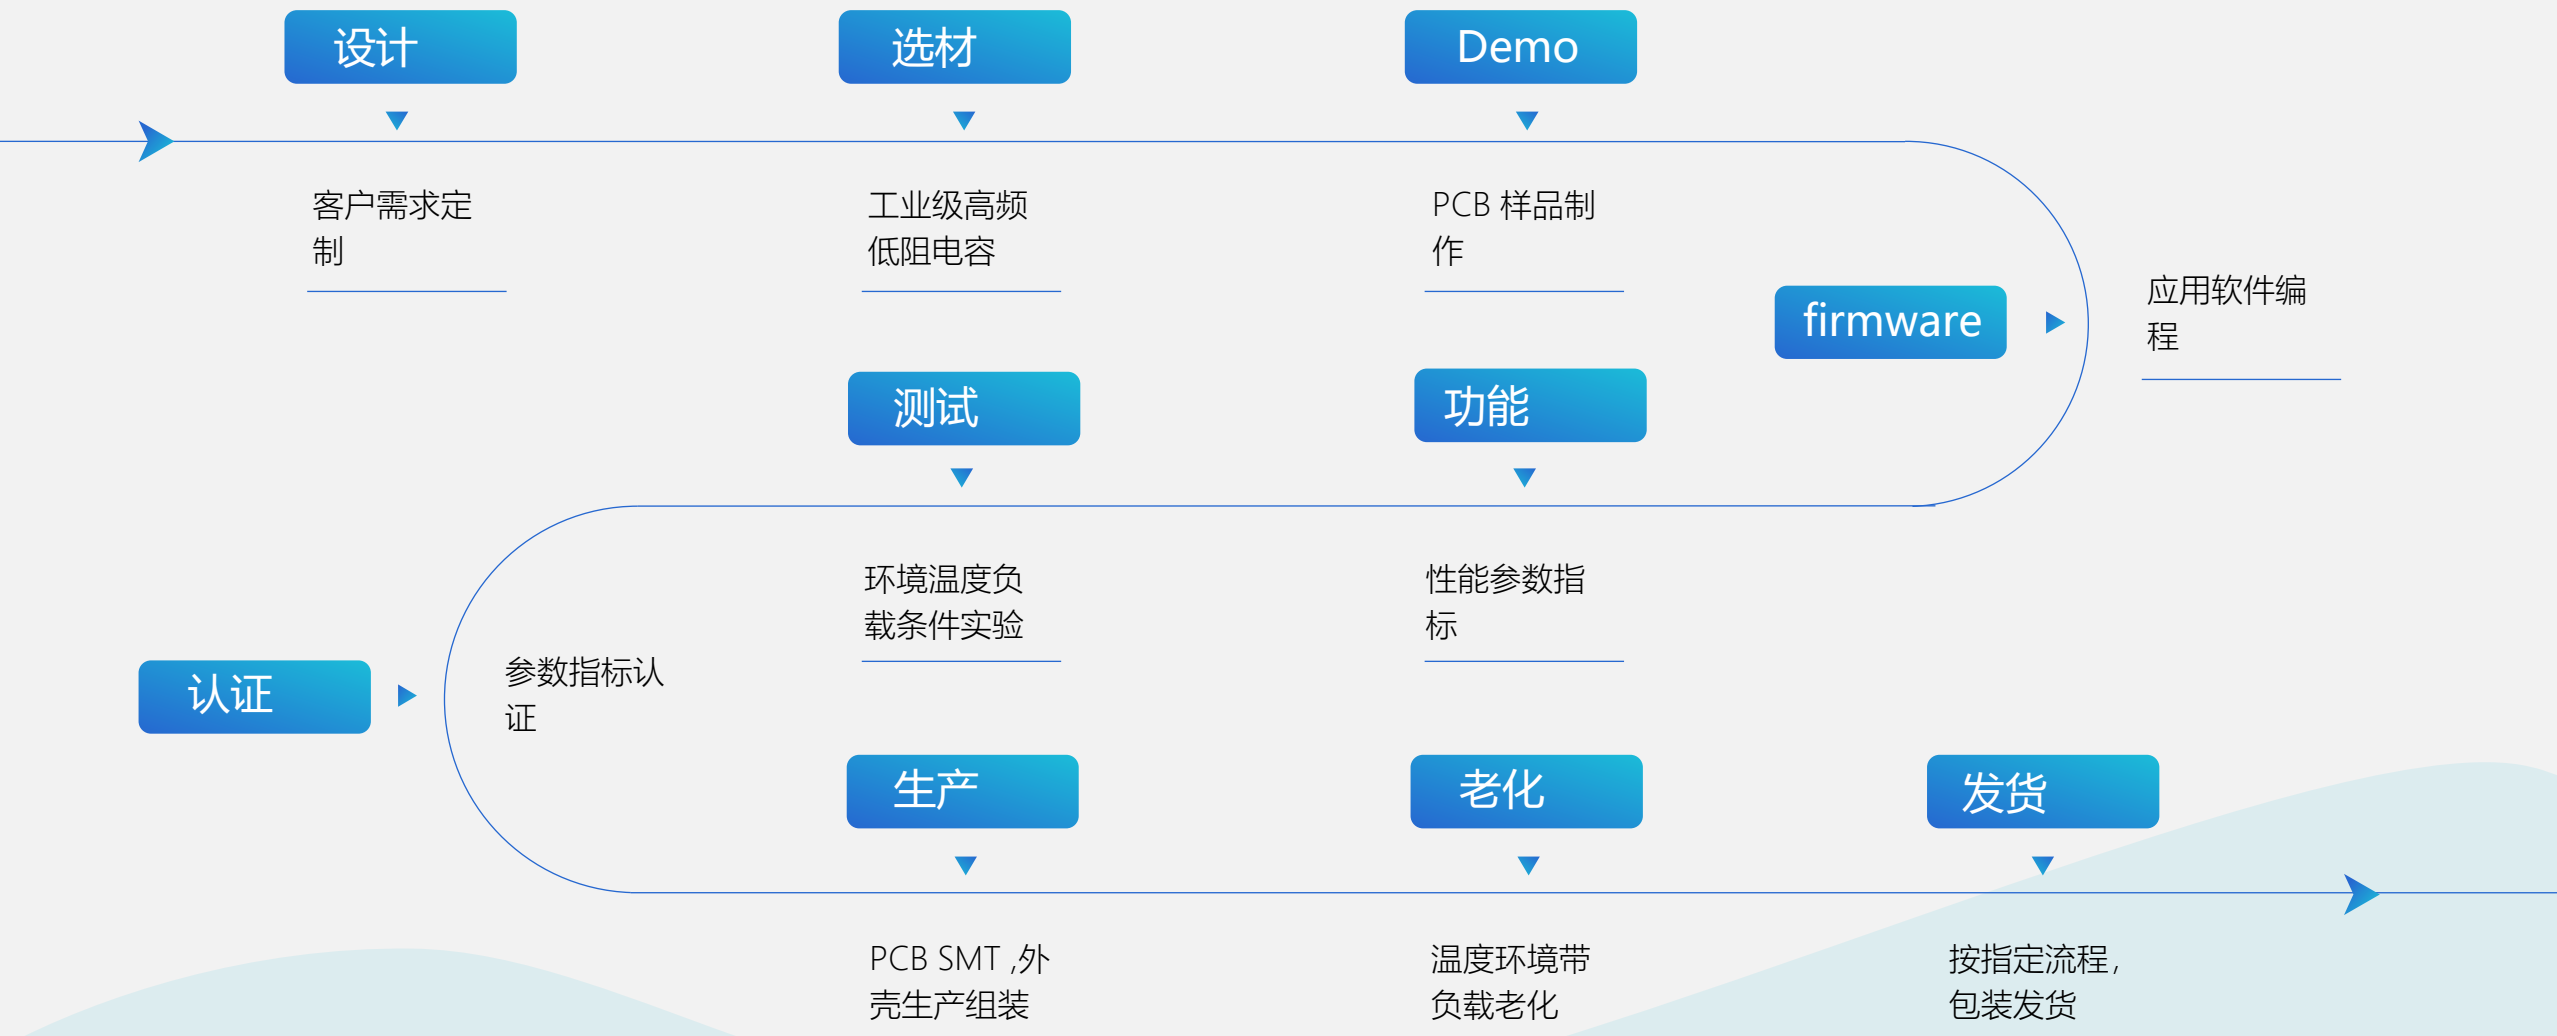 设计
客户需求定
制
选材
工业级高频
低阻电容
Demo
PCB 样品制
作
firmware
应用软件编
程
功能
性能参数指
标
测试
环境温度负
载条件实验
认证
参数指标认
证
生产
PCB SMT ,外
壳生产组装
老化
温度环境带
负载老化
发货
按指定流程，
包装发货